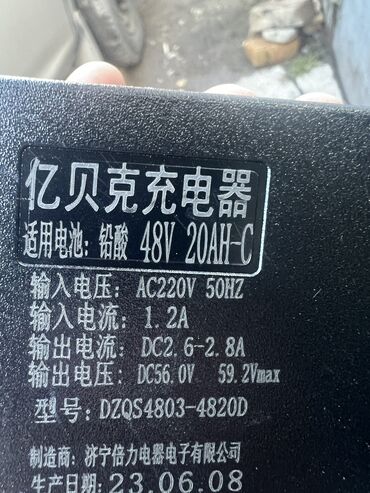 亿贝克充电器
适用电池: 铅酸 48V 20AH-C
输入电压: AC220V 50HZ
输入电流: 1.2A
输出电流: DC2.6-2.8A
输出电压: DC56.0V 59.2Vmax
型号: DZQS4803-4820D
制造商: 济宁倍力电器电子有限公司
生产日期: 23.06.08